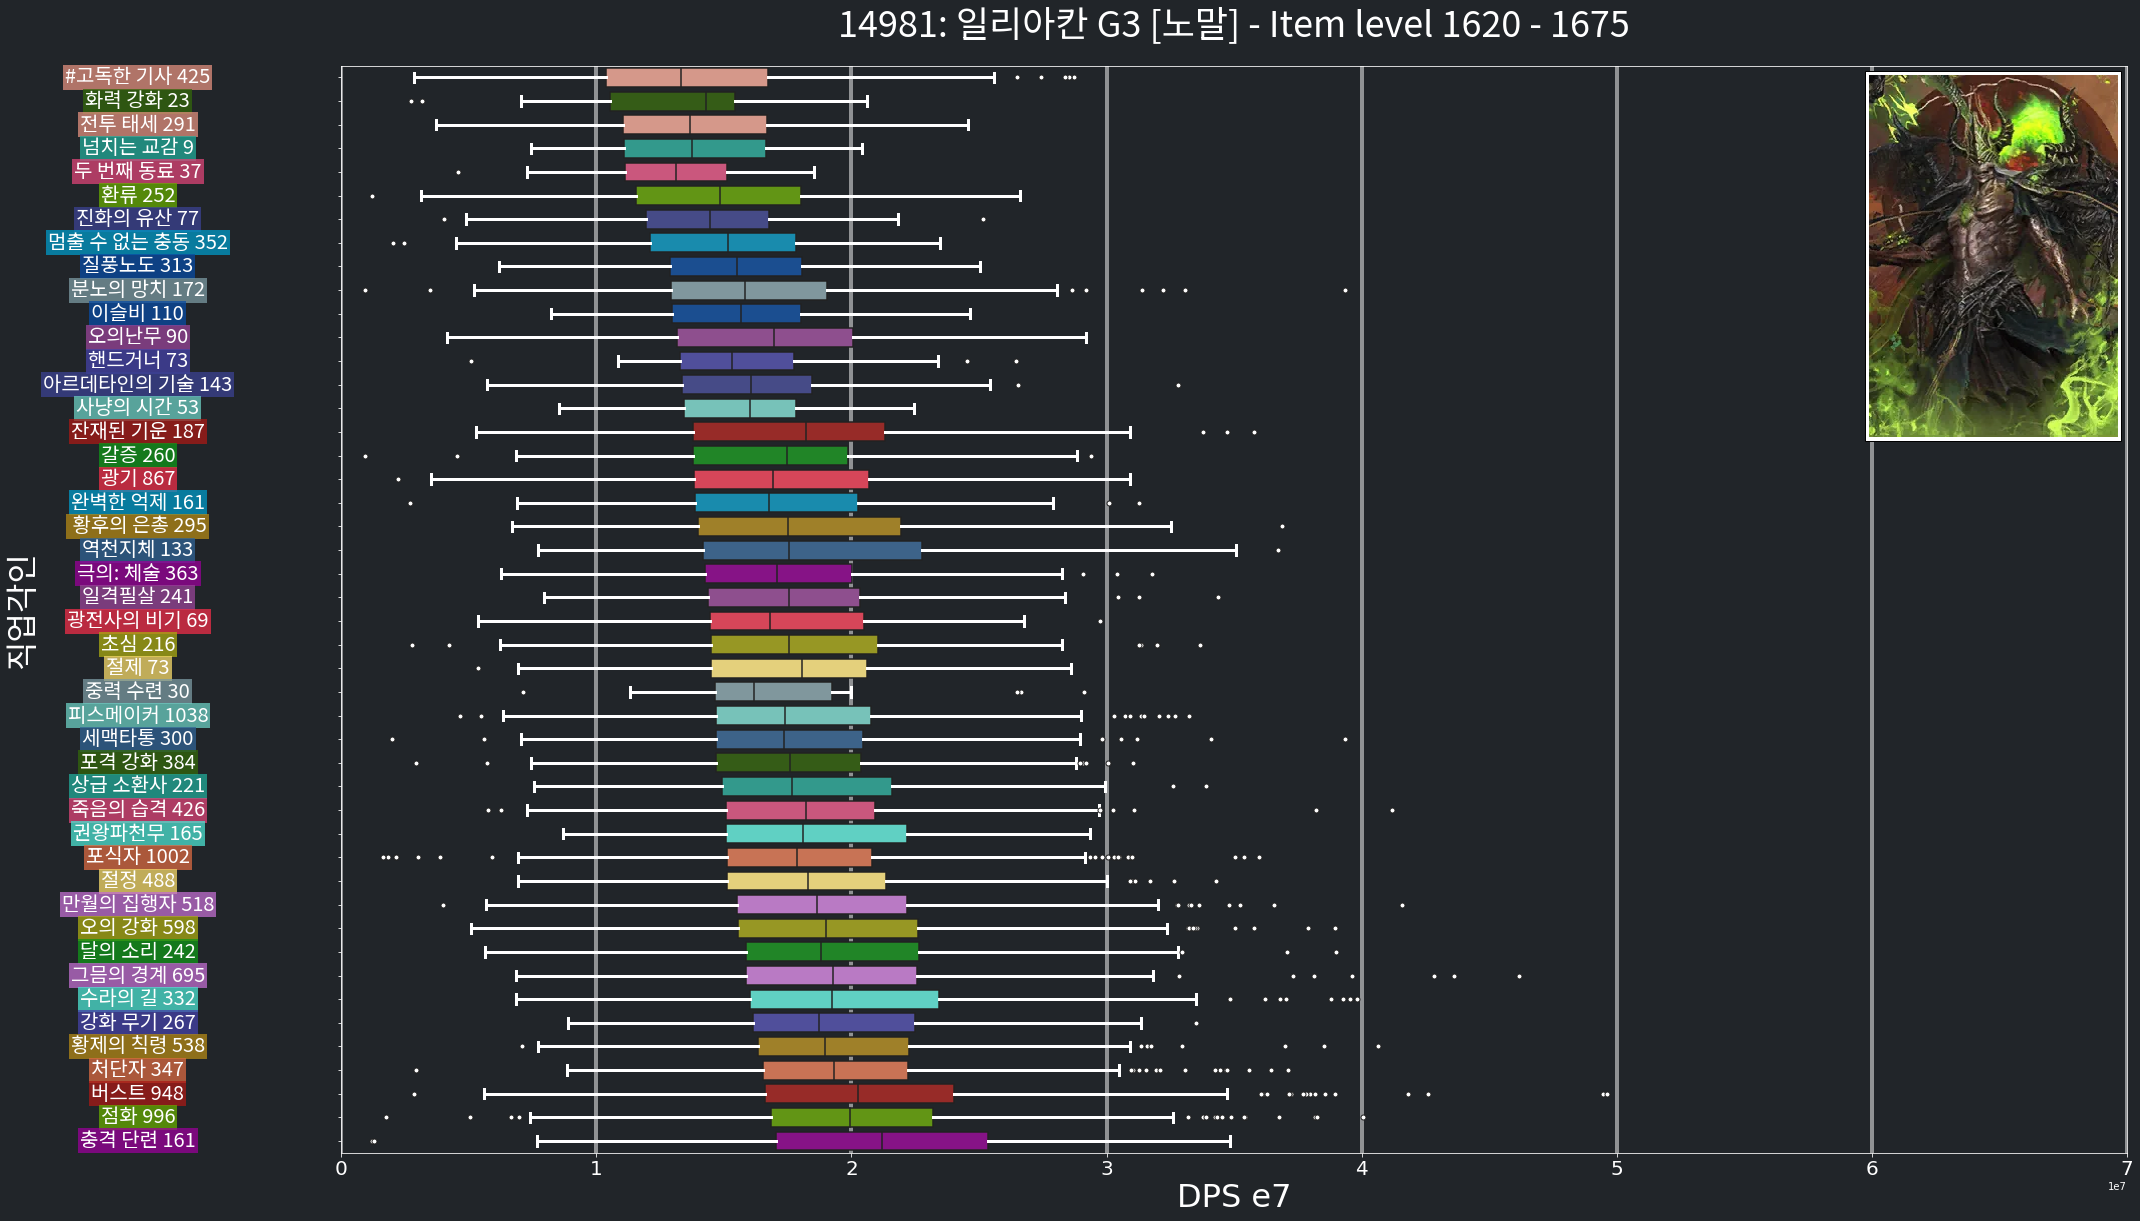 14981: 일리아칸 G3 [노말] - Item level 1620 - 1675
#고독한 기사 425
화력 강화 23
전투 태세 291
넘치는 교감 9
두 번째 동료 37
환류 252
진화의 유산 77
멈출 수 없는 충동 352
질풍노도 313
분노의 망치 172
이슬비 110
오의난무 90
핸드거너 73
아르데타인의 기술 143
사냥의 시간 53
잔재된 기운 187
갈증 260
광기 867
완벽한 억제 161
황후의 은총 295
역천지체 133
극의: 체술 363
일격필살 241
광전사의 비기 69
초심 216
절제 73
중력 수련 30
피스메이커 1038
세맥타통 300
포격 강화 384
상급 소환사 221
죽음의 습격 426
권왕파천무 165
포식자 1002
절정 488
만월의 집행자 518
오의 강화 598
달의 소리 242
그믐의 경계 695
수라의 길 332
강화 무기 267
황제의 칙령 538
처단자 347
버스트 948
점화 996
충격 단련 161
직업각인
0 1 2 3 4 5 6 7
DPS e7
1e7